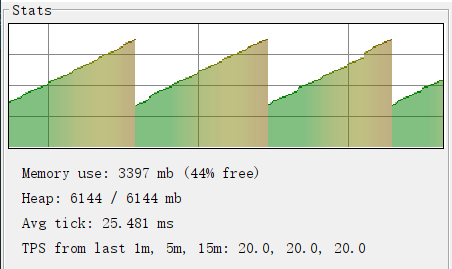 Stats
Memory use: 3397 mb (44% free)
Heap: 6144 / 6144 mb
Avg tick: 25.481 ms
TPS from last 1m, 5m, 15m: 20.0, 20.0, 20.0